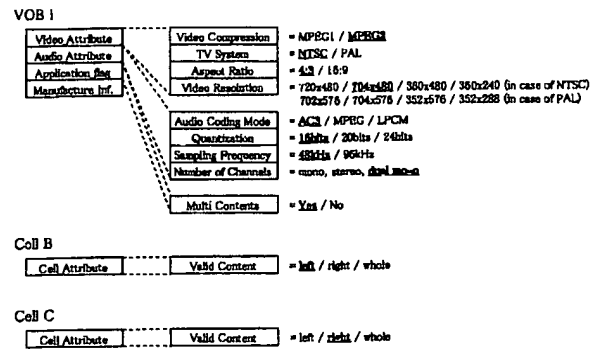 VOB 1
Video Attribute
Audio Attribute
Application flag
Manufacture Inf.
Video Compression = MPEG1 / MPEG2
TV System = NTSC / PAL
Aspect Ratio = 4:3 / 16:9
Video Resolution = 720x480 / 704x480 / 360x480 / 360x240 (in case of NTSC)
702x576 / 704x576 / 352x576 / 352x288 (in case of PAL)
Audio Coding Mode = AC3 / MPEG / LPCM
Quantization = 16bits / 20bits / 24bits
Sampling Frequency = 48kHz / 96kHz
Number of Channels = mono, stereo, dual mono
Multi Contents = Yes / No
Cell B
Cell Attribute Valid Content = left / right / whole
Cell C
Cell Attribute Valid Content = left / right / whole